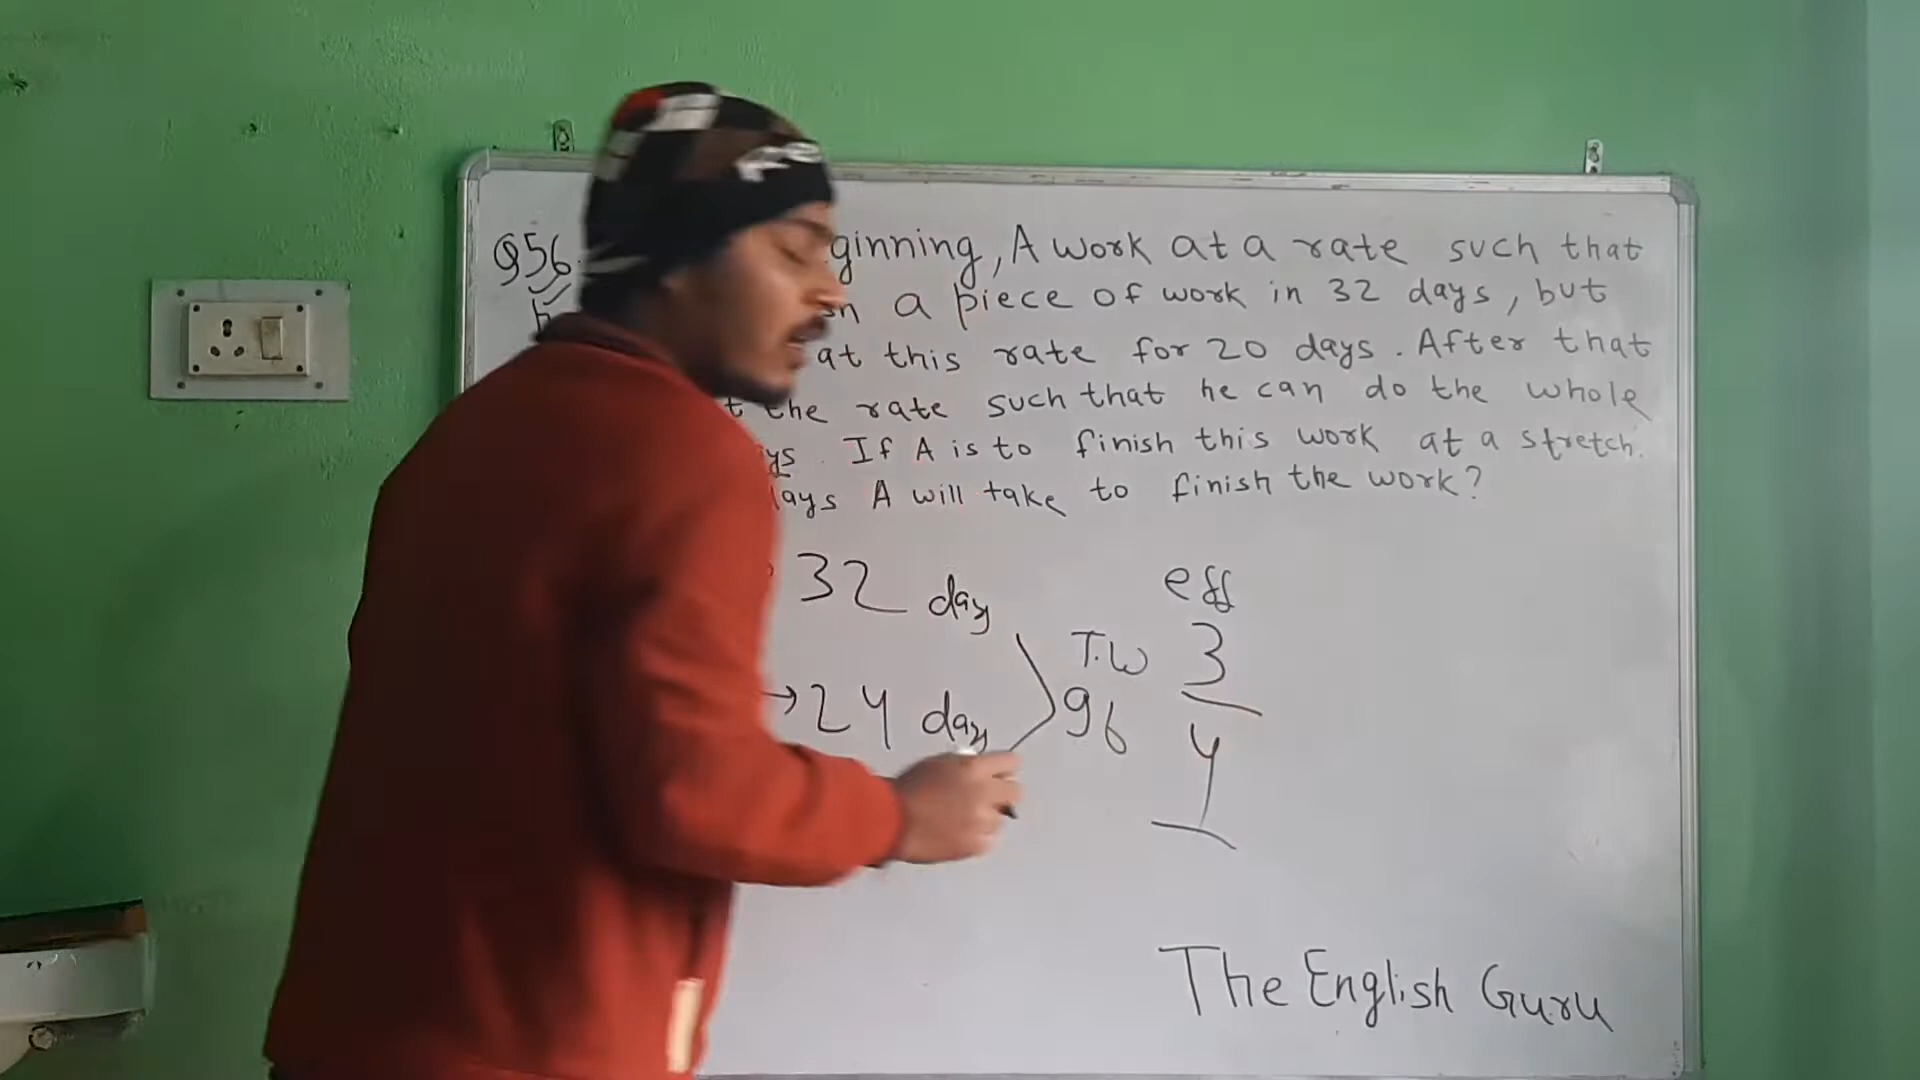 Q56. ginning, A work at a rate such that
a piece of work in 32 days, but
at this rate for 20 days. After that
the rate such that he can do the whole
ys. If A is to finish this work at a stretch.
ays A will take to finish the work?
32 day
eff
T.W 3
→24 day
96 4
The English Guru